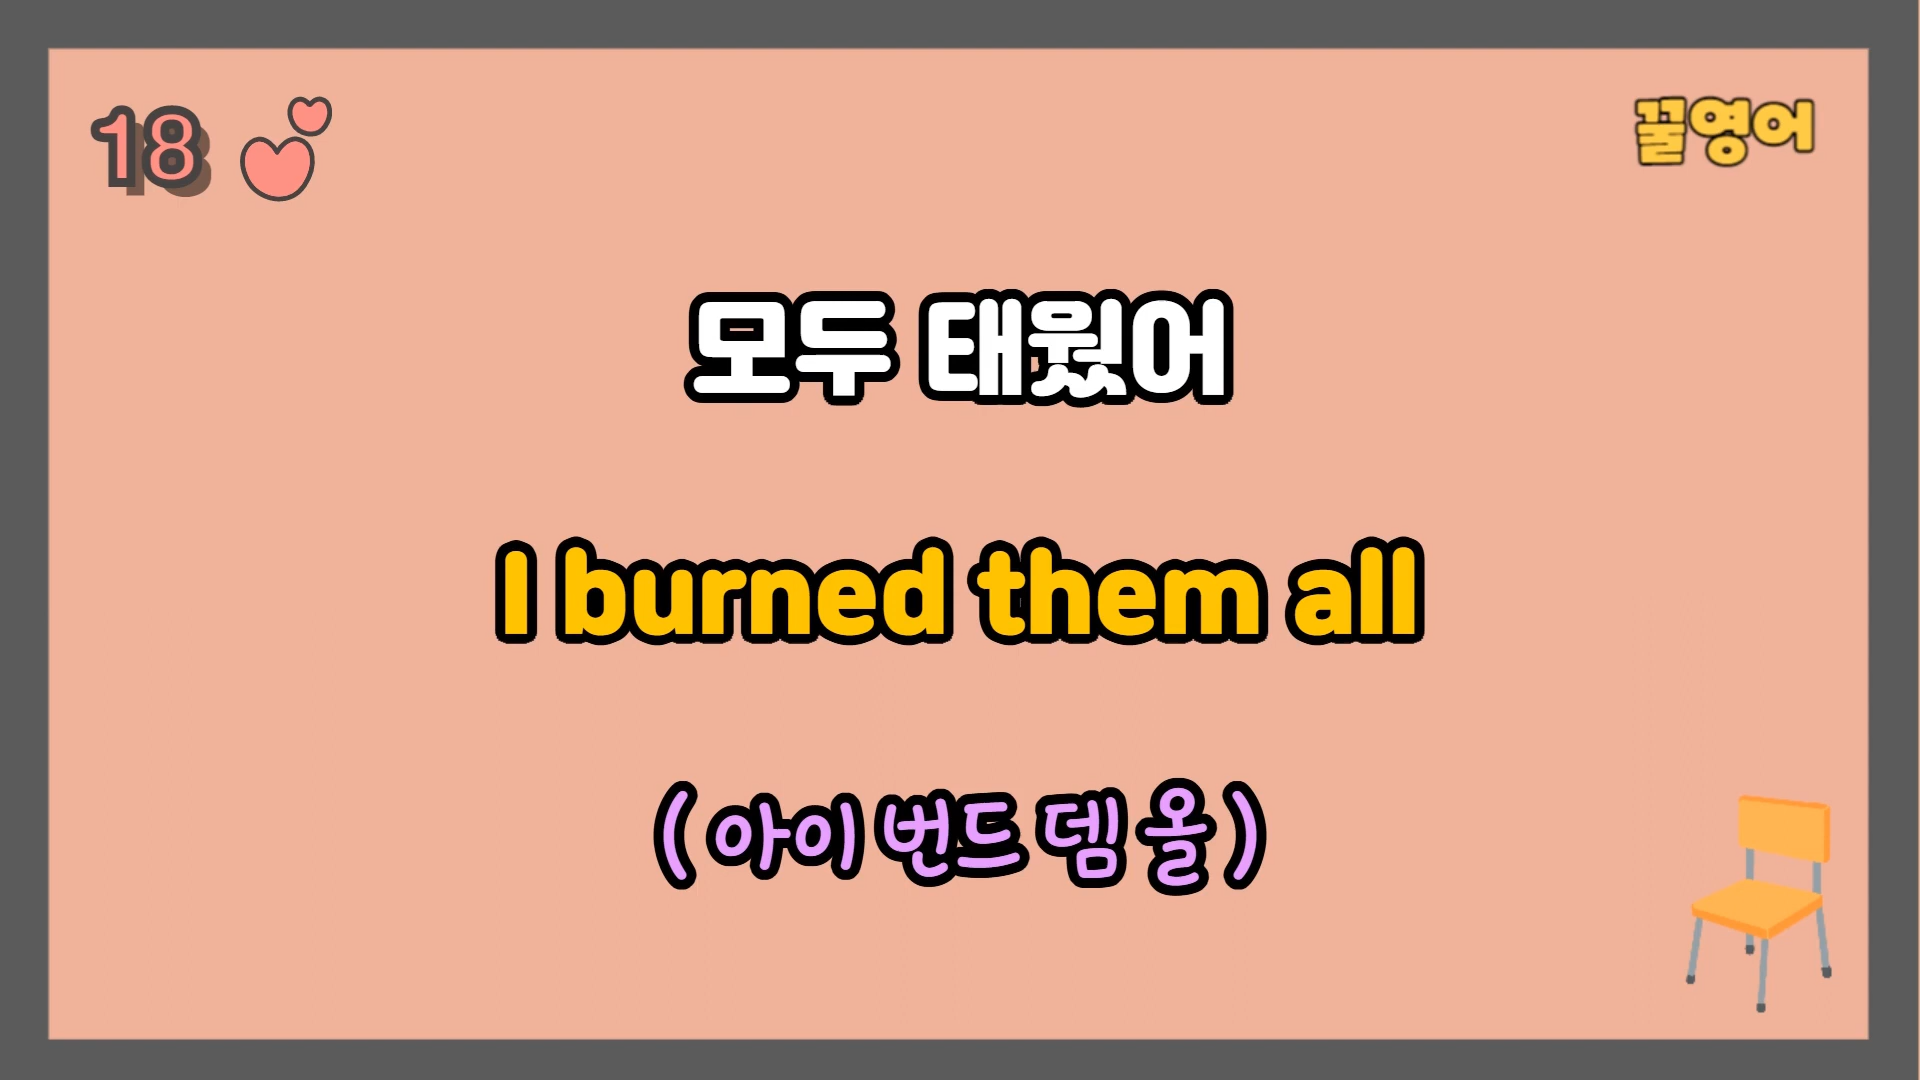 18
꿀영어
모두 태웠어
I burned them all
( 아이 번드 뎀 올 )